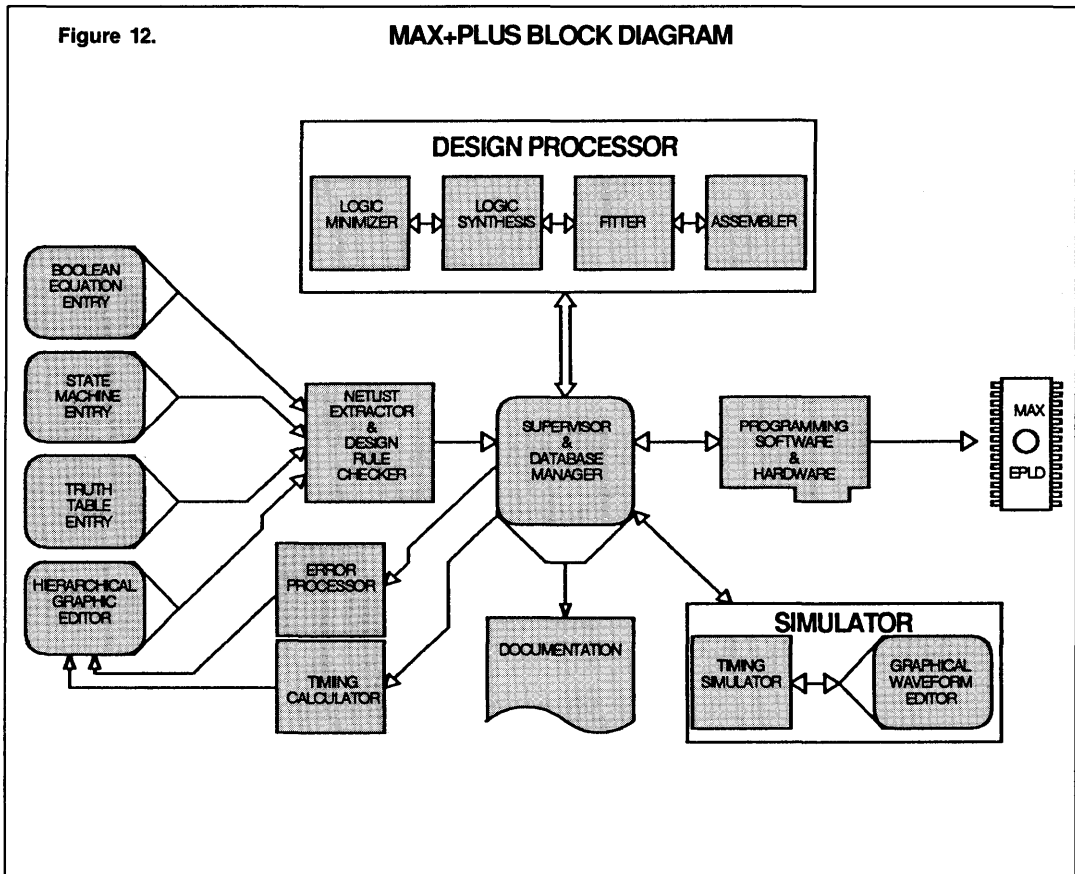 Figure 12.
MAX+PLUS BLOCK DIAGRAM
DESIGN PROCESSOR
LOGIC
MINIMIZER
LOGIC
SYNTHESIS
FITTER
ASSEMBLER
BOOLEAN
EQUATION
ENTRY
STATE
MACHINE
ENTRY
TRUTH
TABLE
ENTRY
HIERARCHICAL
GRAPHIC
EDITOR
NETLIST
EXTRACTOR
&
DESIGN
RULE
CHECKER
SUPERVISOR
&
DATABASE
MANAGER
PROGRAMMING
SOFTWARE
&
HARDWARE
MAX
EPLD
ERROR
PROCESSOR
TIMING
CALCULATOR
DOCUMENTATION
SIMULATOR
TIMING
SIMULATOR
GRAPHICAL
WAVEFORM
EDITOR